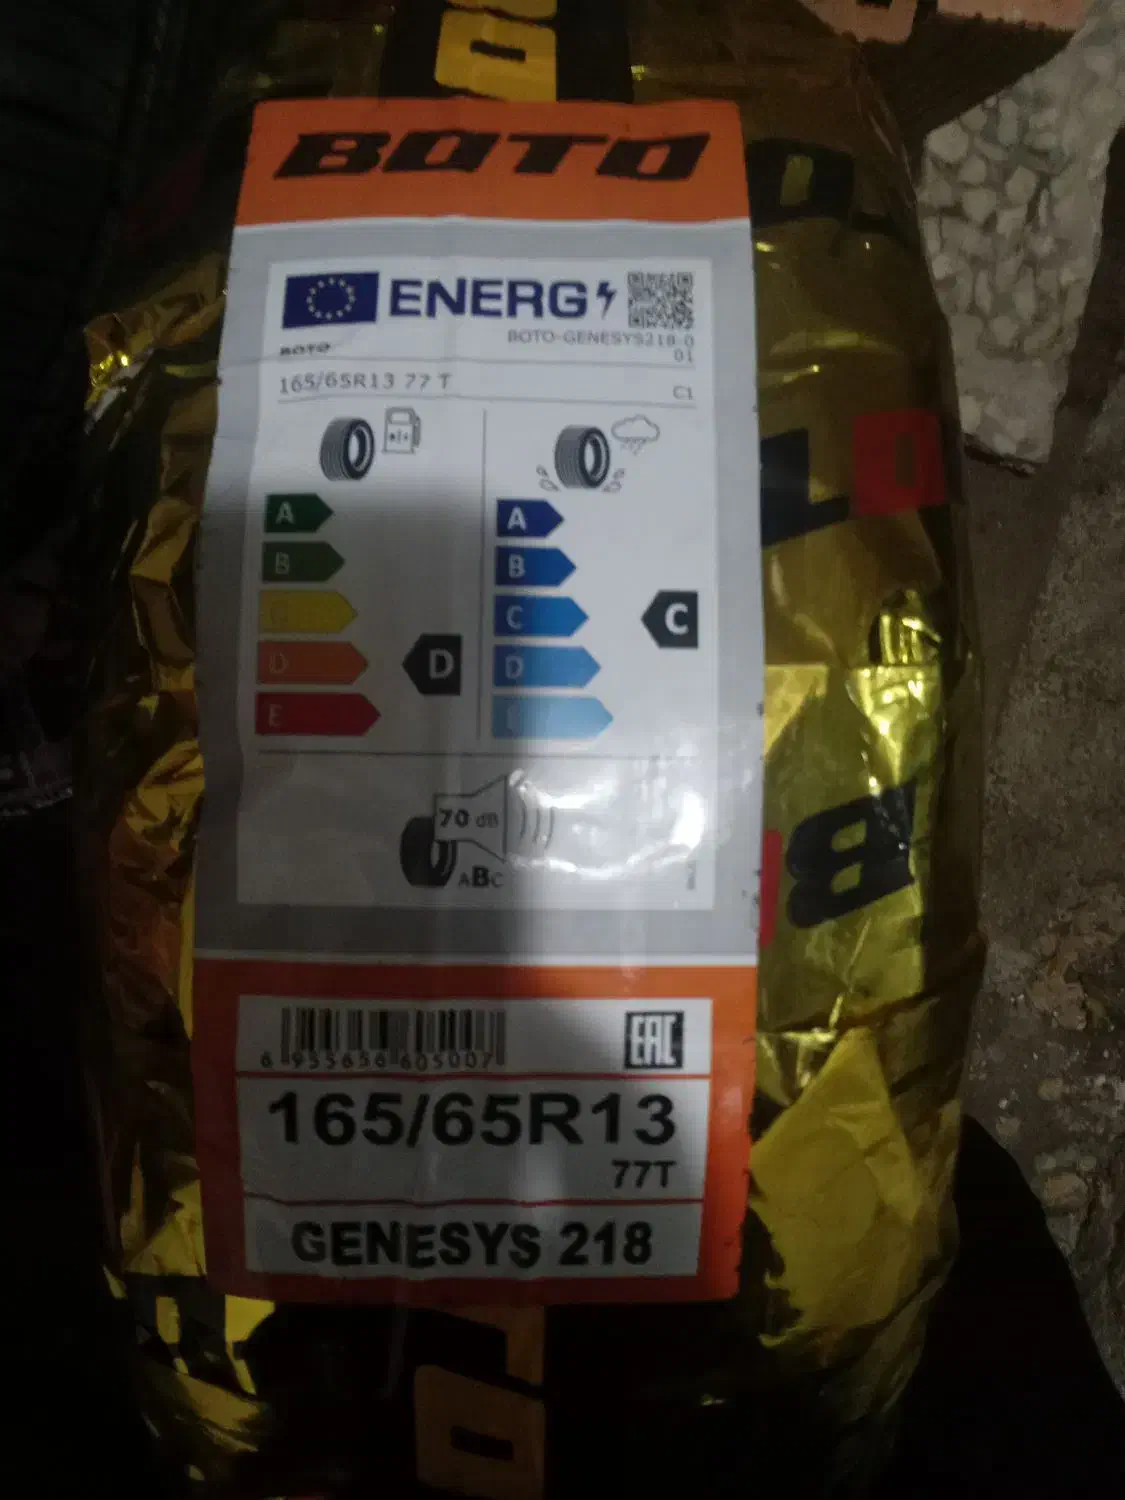 BOTO
ENERG
BOTO-GENESYS218-0
01
BOTO
165/65R13 77 T
C1
A
A
B
B
C
C
C
D
D
D
E
E
70 dB
ABC
6 955656 605007
EAC
165/65R13
77T
GENESYS 218